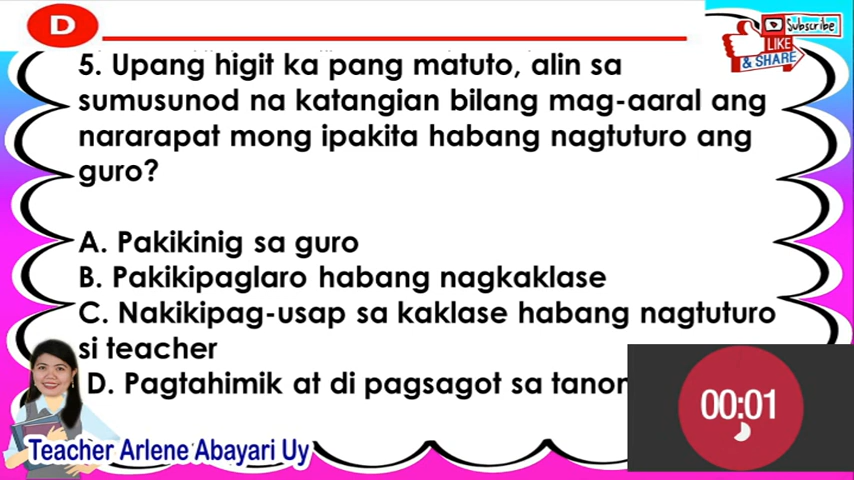 D
Subscribe
LIKE
& SHARE
5. Upang higit ka pang matuto, alin sa
sumusunod na katangian bilang mag-aaral ang
nararapat mong ipakita habang nagtuturo ang
guro?
A. Pakikinig sa guro
B. Pakikipaglaro habang nagkaklase
C. Nakikipag-usap sa kaklase habang nagtuturo
si teacher
D. Pagtahimik at di pagsagot sa
00:01
Teacher Arlene Abayari Uy